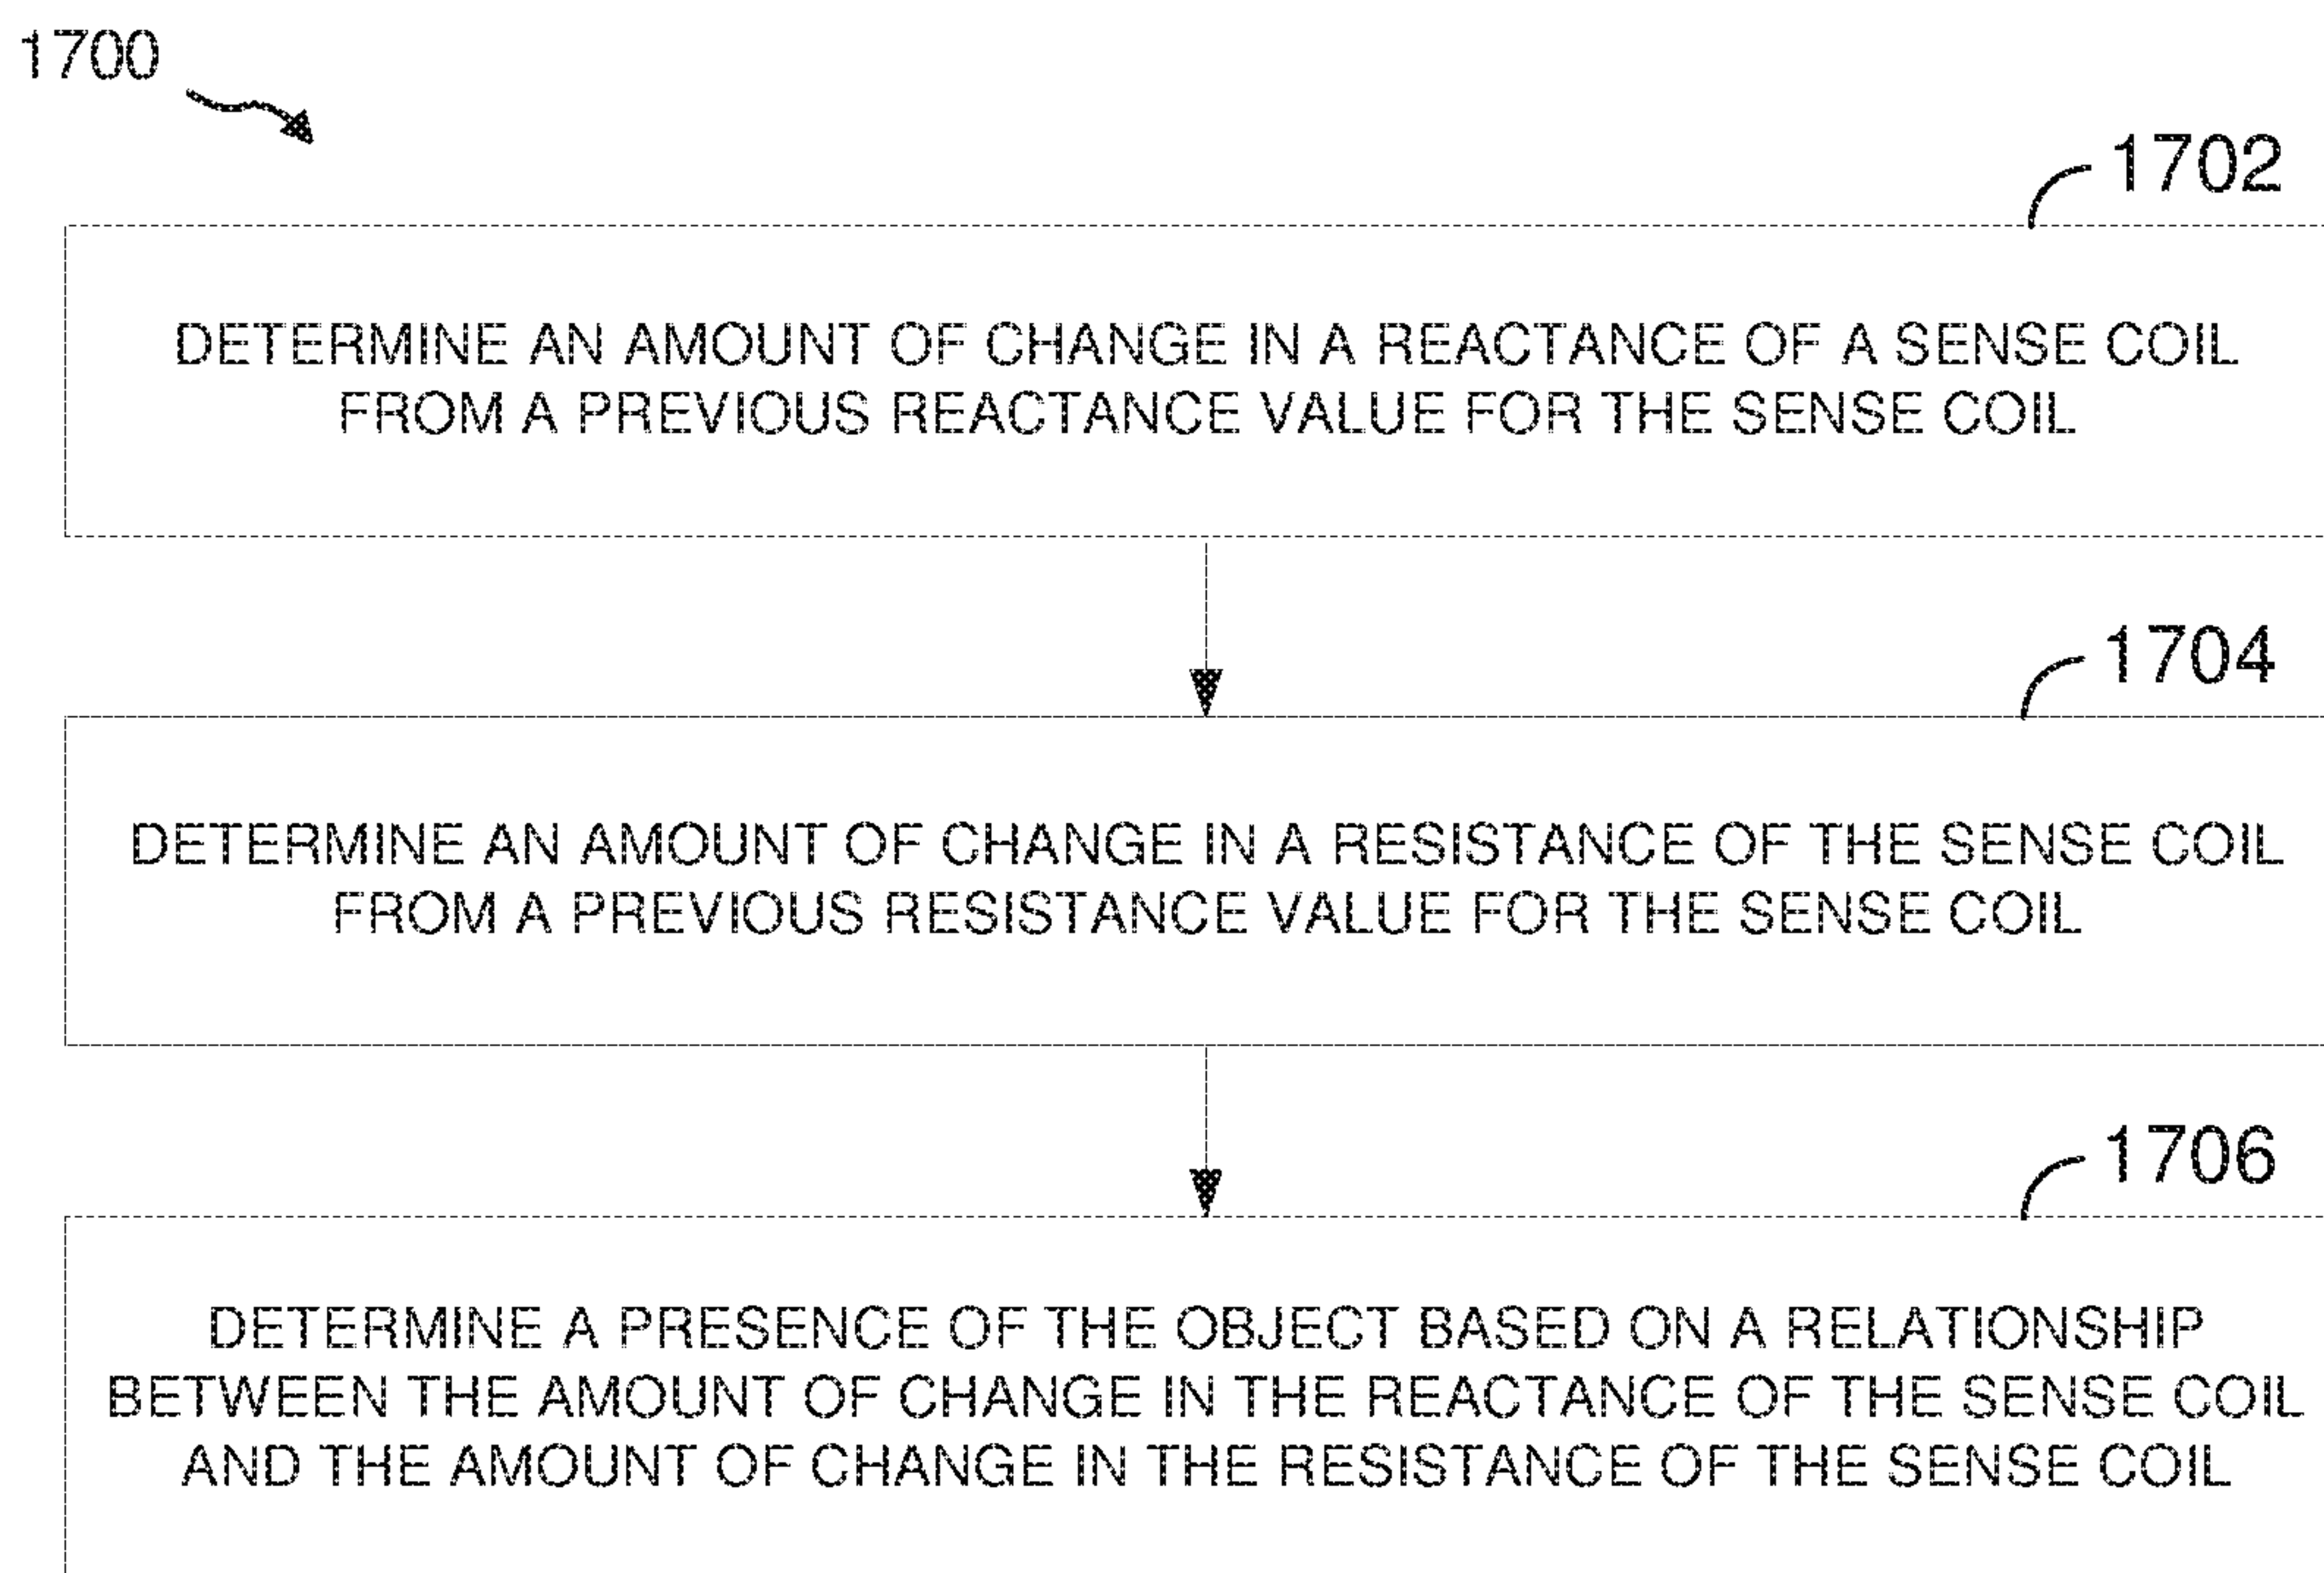 1700
1702
DETERMINE AN AMOUNT OF CHANGE IN A REACTANCE OF A SENSE COIL
FROM A PREVIOUS REACTANCE VALUE FOR THE SENSE COIL
1704
DETERMINE AN AMOUNT OF CHANGE IN A RESISTANCE OF THE SENSE COIL
FROM A PREVIOUS RESISTANCE VALUE FOR THE SENSE COIL
1706
DETERMINE A PRESENCE OF THE OBJECT BASED ON A RELATIONSHIP
BETWEEN THE AMOUNT OF CHANGE IN THE REACTANCE OF THE SENSE COIL
AND THE AMOUNT OF CHANGE IN THE RESISTANCE OF THE SENSE COIL